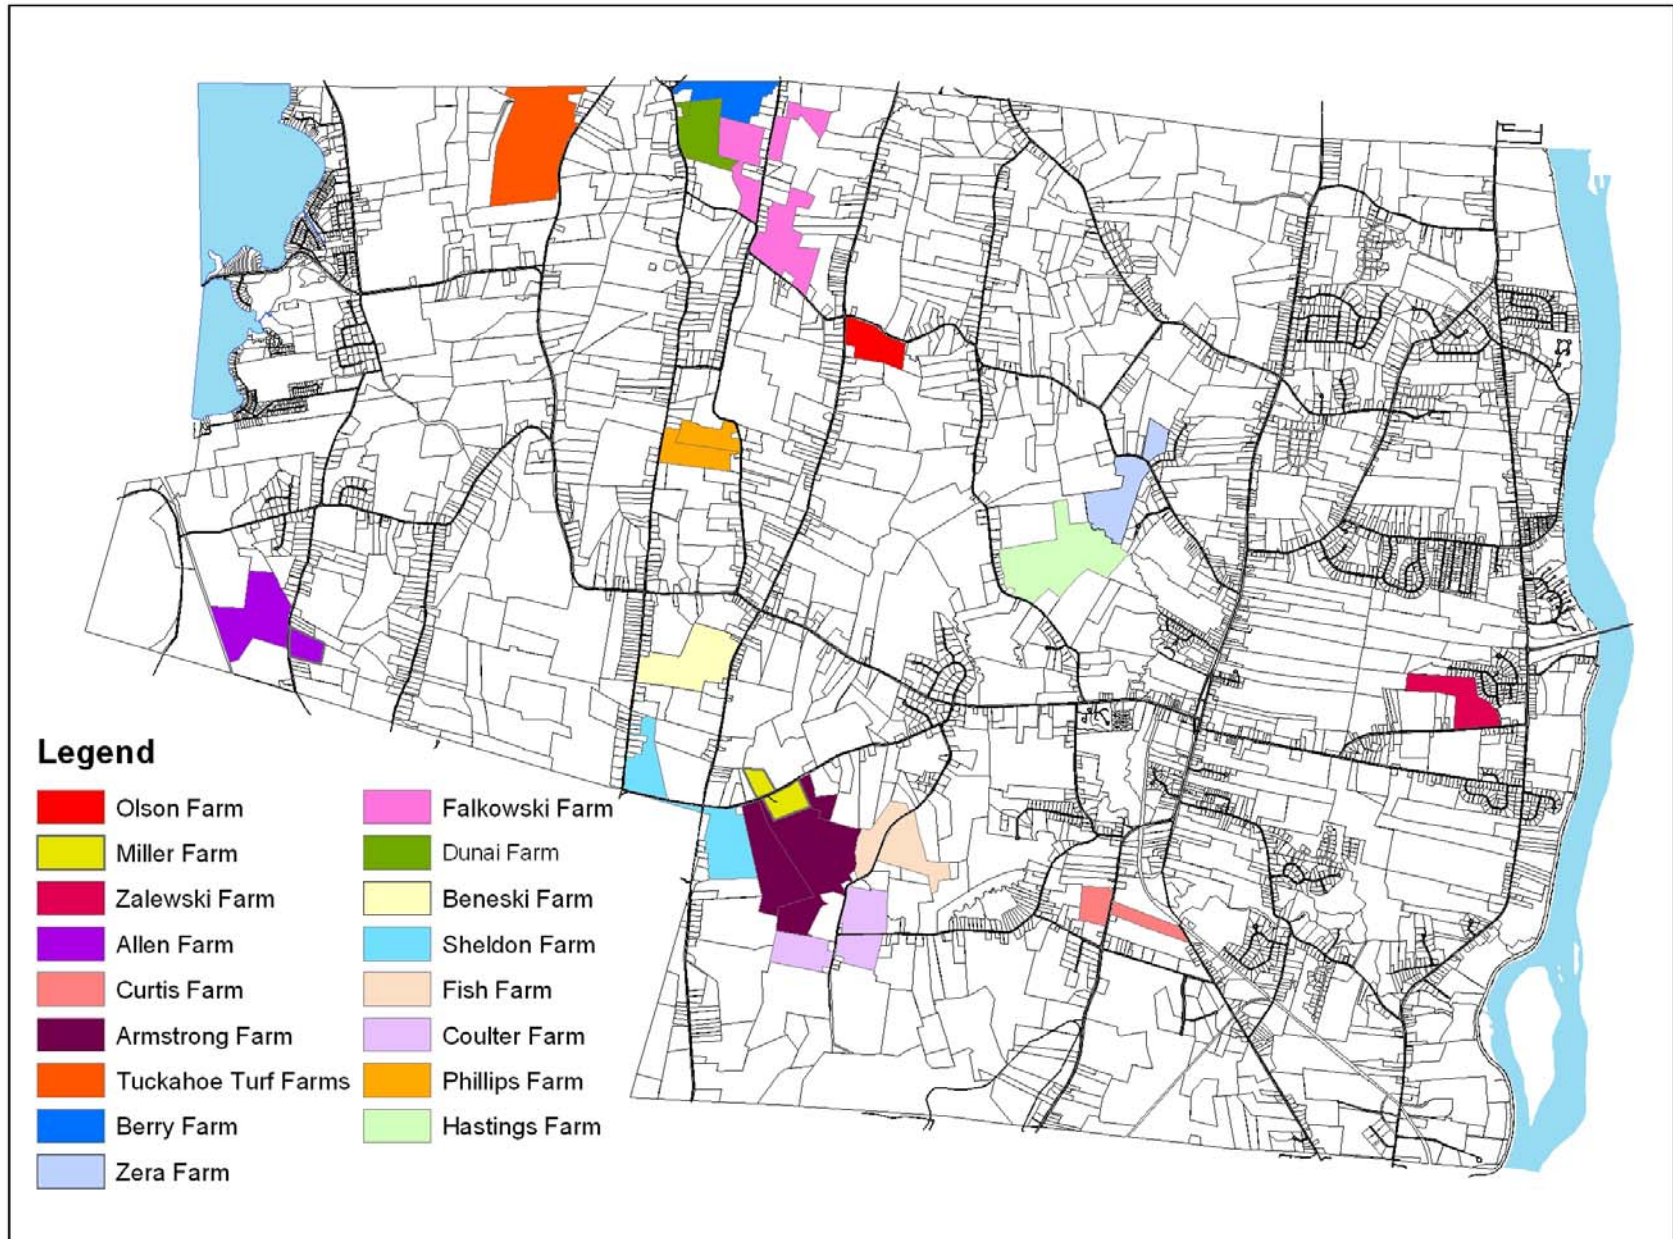 Legend
Olson Farm
Miller Farm
Zalewski Farm
Allen Farm
Curtis Farm
Armstrong Farm
Tuckahoe Turf Farms
Berry Farm
Zera Farm
Falkowski Farm
Dunai Farm
Beneski Farm
Sheldon Farm
Fish Farm
Coulter Farm
Phillips Farm
Hastings Farm